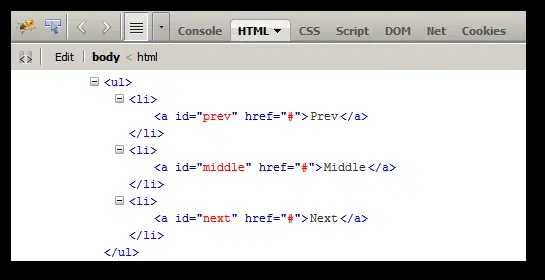 Console HTML CSS Script DOM Net Cookies
Edit body < html
<ul>
<li>
<a id="prev" href="#">Prev</a>
</li>
<li>
<a id="middle" href="#">Middle</a>
</li>
<li>
<a id="next" href="#">Next</a>
</li>
</ul>